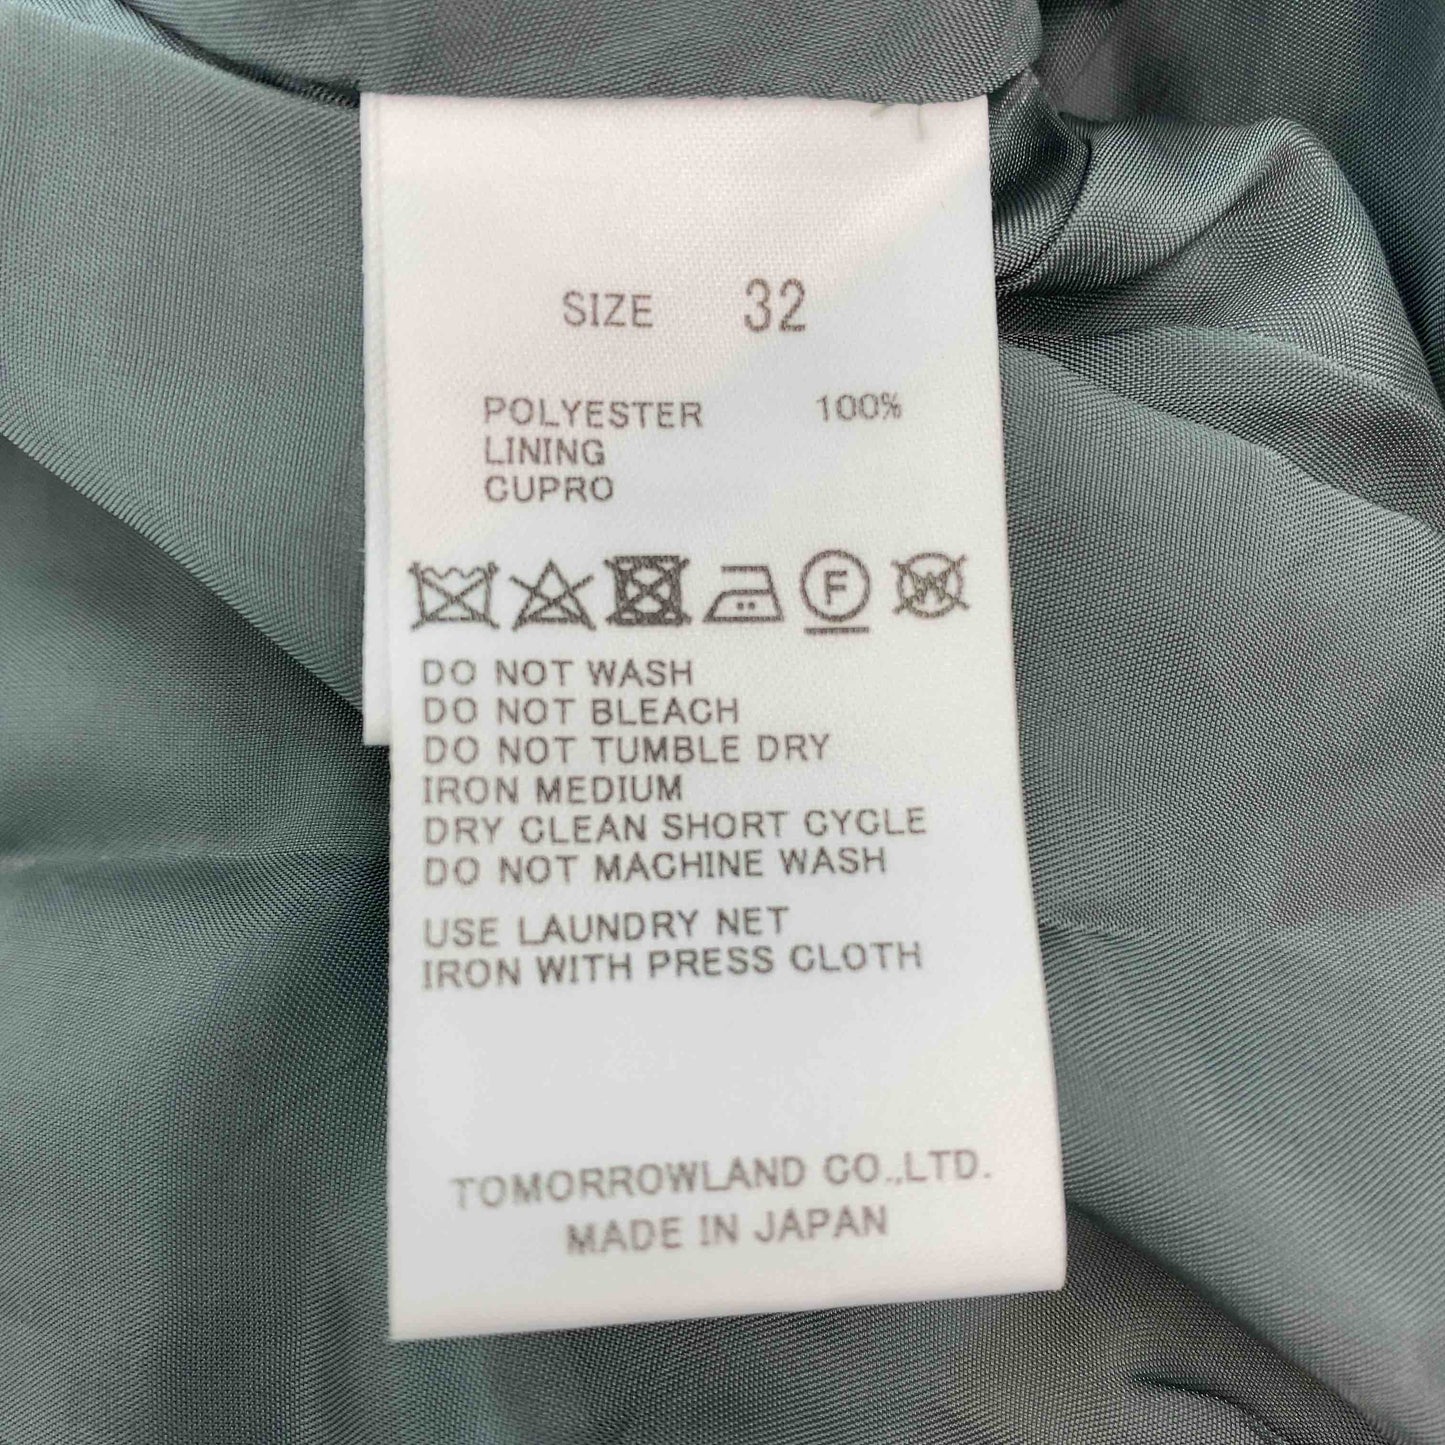 SIZE 32
POLYESTER 100%
LINING
CUPRO
F W
DO NOT WASH
DO NOT BLEACH
DO NOT TUMBLE DRY
IRON MEDIUM
DRY CLEAN SHORT CYCLE
DO NOT MACHINE WASH
USE LAUNDRY NET
IRON WITH PRESS CLOTH
TOMORROWLAND CO.,LTD.
MADE IN JAPAN